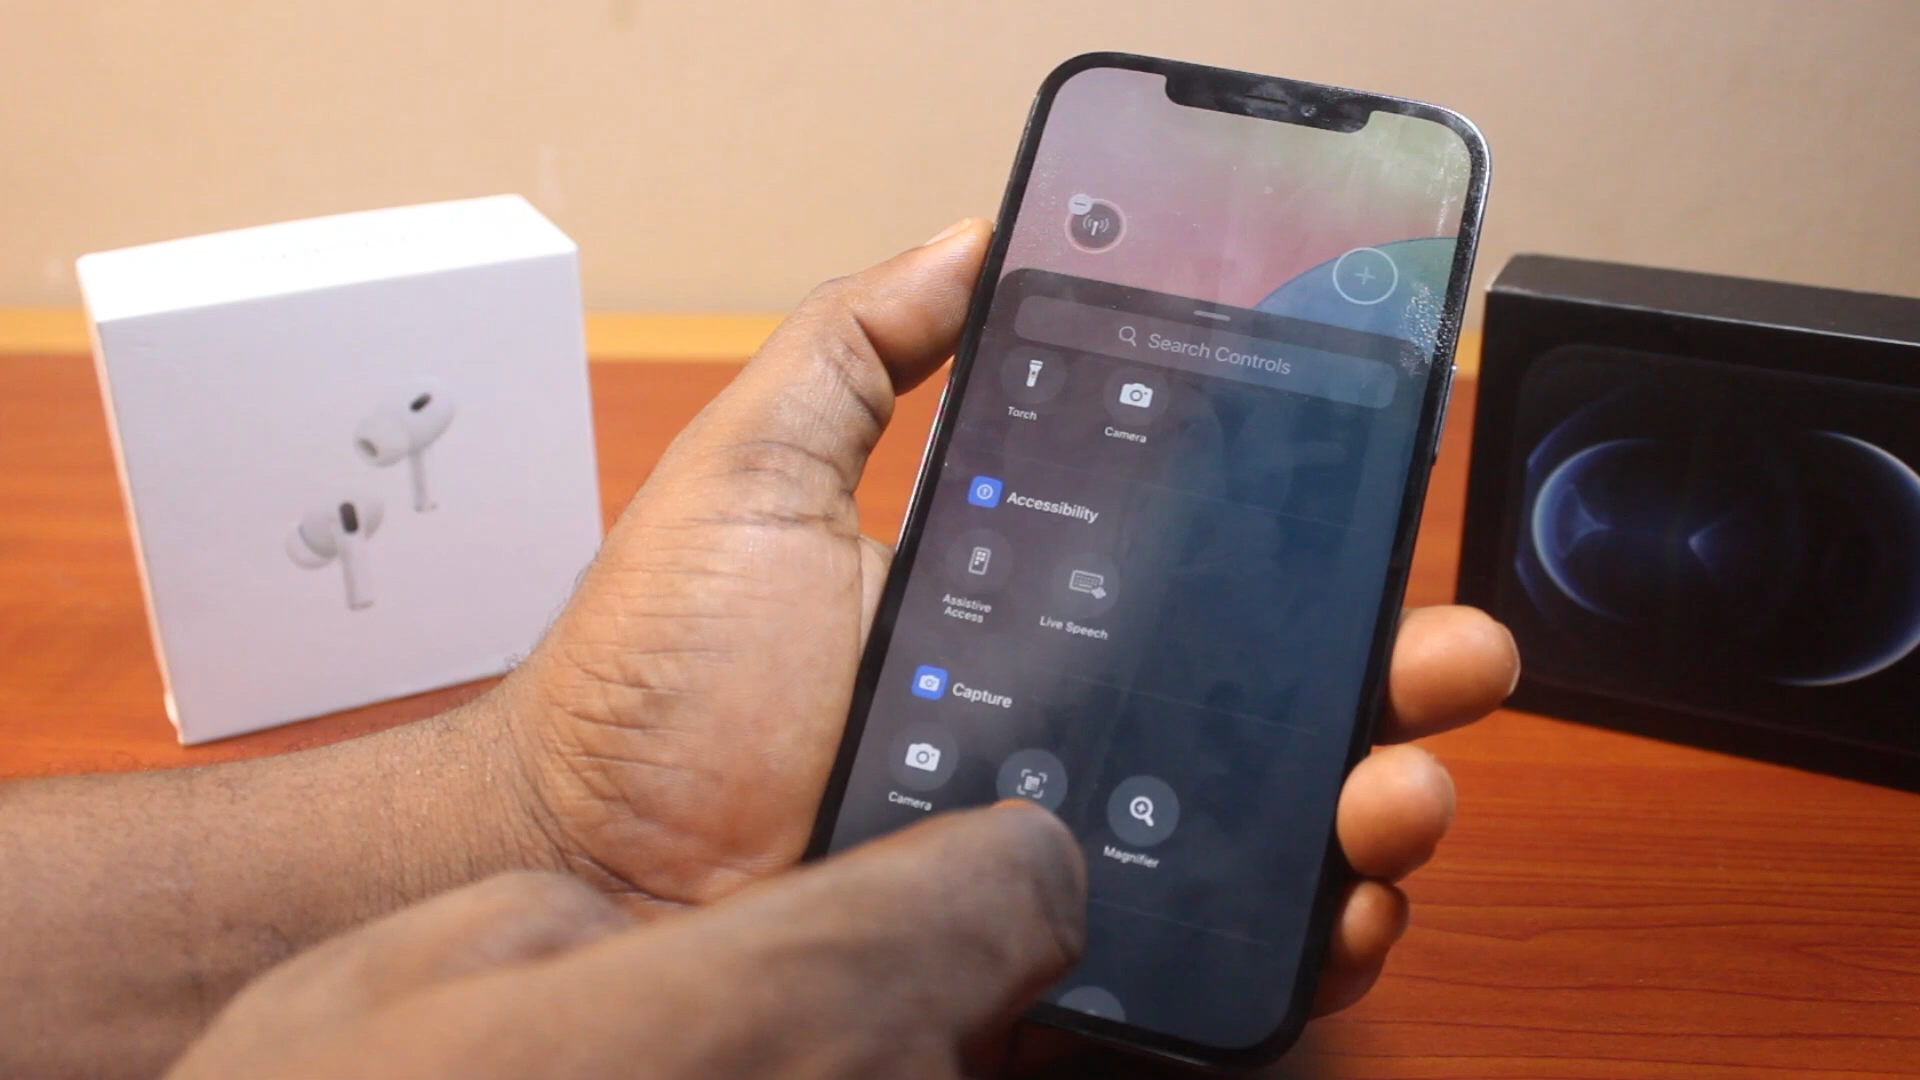 Search Controls
Torch
Camera
Accessibility
Assistive
Access
Live Speech
Capture
Camera
Magnifier